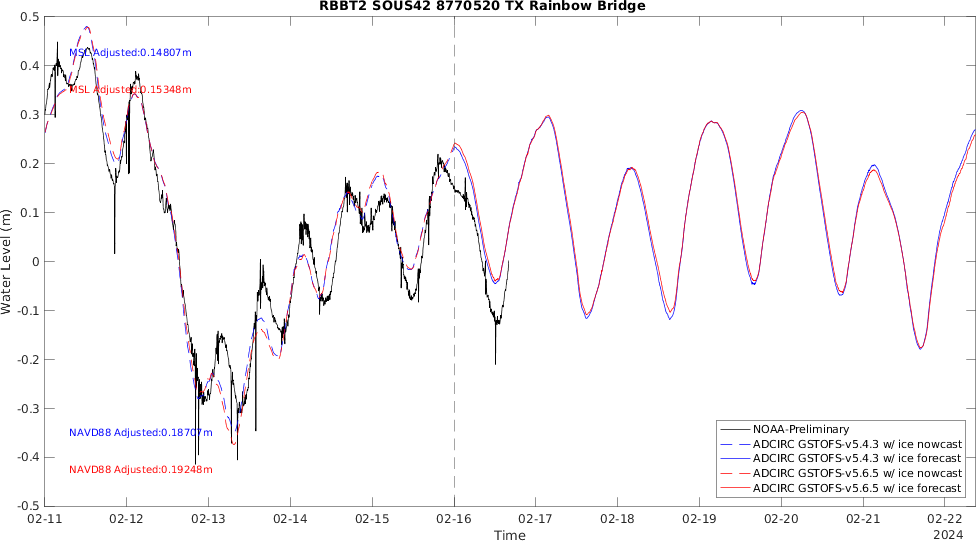 RBBT2 SOUS42 8770520 TX Rainbow Bridge
0.5
0.4
0.3
0.2
0.1
0
-0.1
-0.2
-0.3
-0.4
-0.5
Water Level (m)
MSL Adjusted:0.14807m
MSL Adjusted:0.15348m
NAVD88 Adjusted:0.18707m
NAVD88 Adjusted:0.19248m
NOAA-Preliminary
ADCIRC GSTOFS-v5.4.3 w/ ice nowcast
ADCIRC GSTOFS-v5.4.3 w/ ice forecast
ADCIRC GSTOFS-v5.6.5 w/ ice nowcast
ADCIRC GSTOFS-v5.6.5 w/ ice forecast
02-11 02-12 02-13 02-14 02-15 02-16 02-17 02-18 02-19 02-20 02-21 02-22
Time
2024